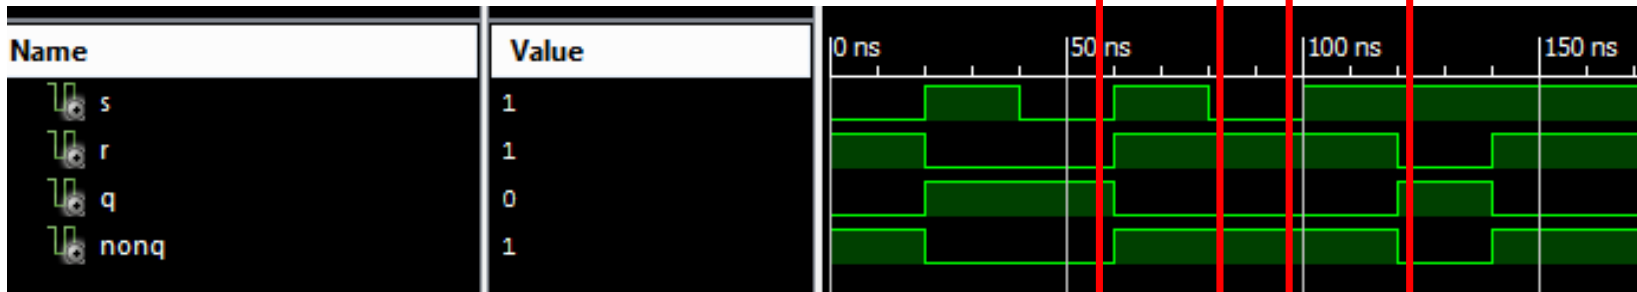 Name Value 0 ns 50 ns 100 ns 150 ns
s 1
r 1
q 0
nonq 1